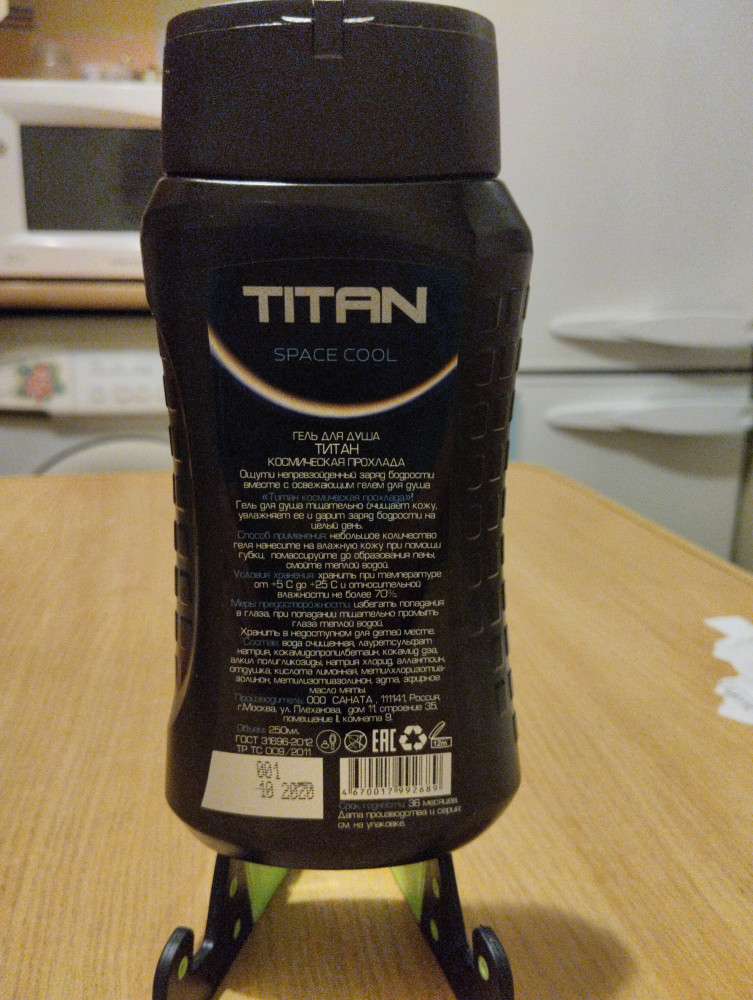 TITAN
SPACE COOL
ГЕЛЬ ДЛЯ ДУША
ТИТАН
КОСМИЧЕСКАЯ ПРОХЛАДА
Ощути непревзойденный заряд бодрости
вместе с освежающим гелем для душа
«Титан космическая прохлада»!
Гель для душа тщательно очищает кожу,
увлажняет ее и дарит заряд бодрости на
целый день.
Способ применения: небольшое количество
геля нанесите на влажную кожу при помощи
губки, помассируйте до образования пены,
смойте теплой водой.
Условия хранения: хранить при температуре
от +5 С до +25 С и относительной
влажности не более 70%.
Меры предосторожности: избегать попадания
в глаза, при попадании тщательно промыть
глаза теплой водой.
Хранить в недоступном для детей месте.
Состав: вода очищенная, лауретсульфат
натрия, кокамидопропилбетаин, кокамид дэа,
алкил полигликозиды, натрия хлорид, аллантоин,
отдушка, кислота лимонная, метилхлоризотиа-
золинон, метилизотиазолинон, эдта, эфирное
масло мяты.
Производитель: ООО САНАТА , 111141, Россия,
г.Москва, ул. Плеханова, дом 11, строение 35,
помещение II, комната 9.
Объем: 250мл.
ГОСТ 31696-2012
ТР ТС 009/2011
EAC
12m
001
10 2020
4670017992689
Срок годности: 36 месяцев.
Дата производства и серия:
см. на упаковке.